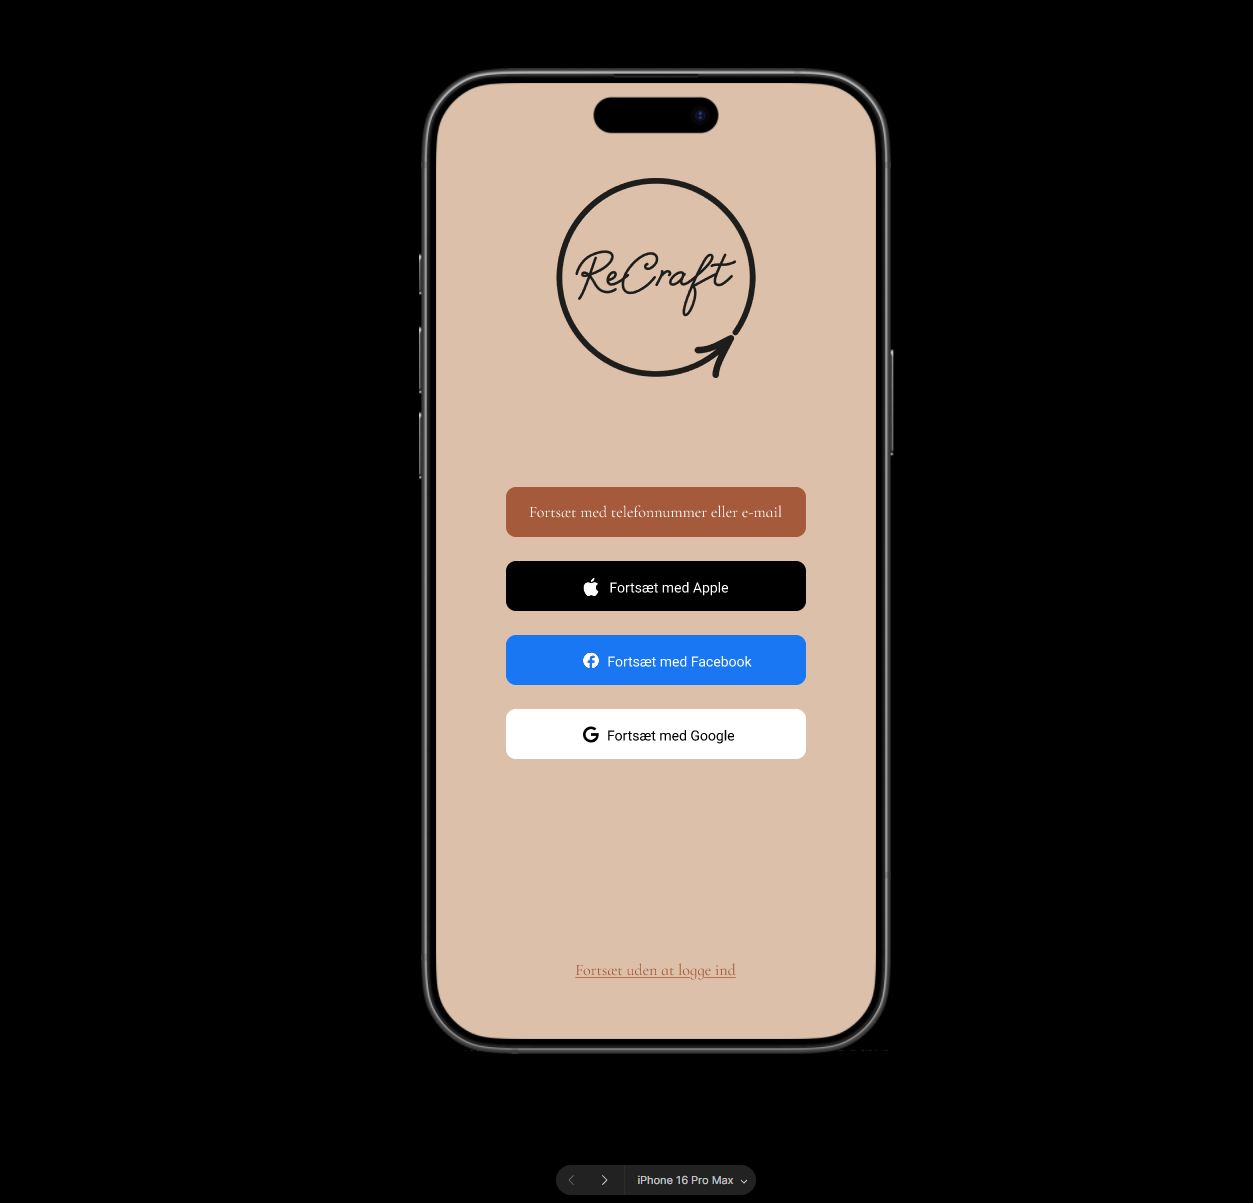 ReCraft
Fortsæt med telefonnummer eller e-mail
Fortsæt med Apple
Fortsæt med Facebook
Fortsæt med Google
Fortsæt uden at logge ind
iPhone 16 Pro Max